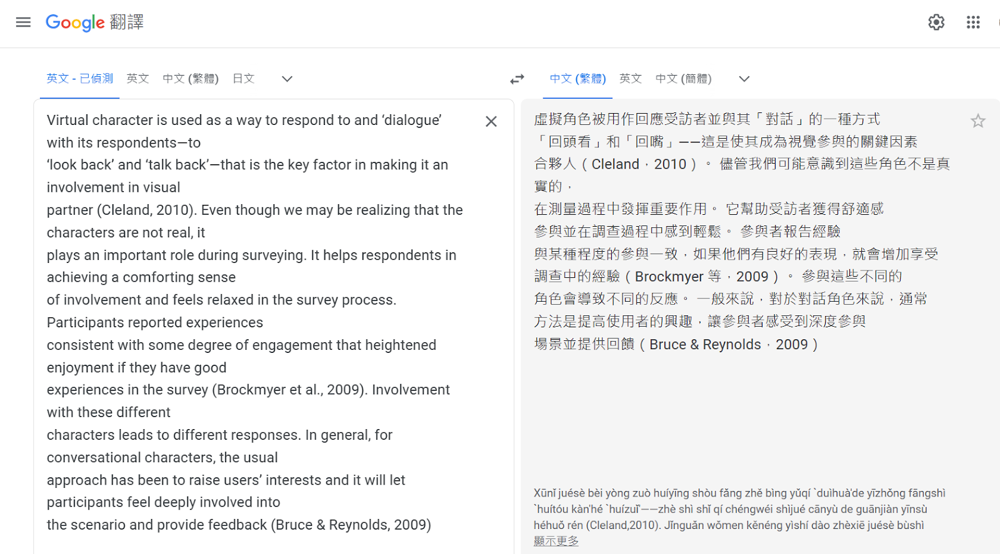 Google 翻譯
英文 - 已偵測 英文 中文 (繁體) 日文
中文 (繁體) 英文 中文 (簡體)
Virtual character is used as a way to respond to and ‘dialogue’
with its respondents—to
‘look back’ and ‘talk back’—that is the key factor in making it an
involvement in visual
partner (Cleland, 2010). Even though we may be realizing that the
characters are not real, it
plays an important role during surveying. It helps respondents in
achieving a comforting sense
of involvement and feels relaxed in the survey process.
Participants reported experiences
consistent with some degree of engagement that heightened
enjoyment if they have good
experiences in the survey (Brockmyer et al., 2009). Involvement
with these different
characters leads to different responses. In general, for
conversational characters, the usual
approach has been to raise users’ interests and it will let
participants feel deeply involved into
the scenario and provide feedback (Bruce & Reynolds, 2009)
虛擬角色被用作回應受訪者並與其「對話」的一種方式
「回頭看」和「回嘴」——這是使其成為視覺參與的關鍵因素
合夥人（Cleland，2010）。 儘管我們可能意識到這些角色不是真
實的，
在測量過程中發揮重要作用。 它幫助受訪者獲得舒適感
參與並在調查過程中感到輕鬆。 參與者報告經驗
與某種程度的參與一致，如果他們有良好的表現，就會增加享受
調查中的經驗（Brockmyer 等，2009）。 參與這些不同的
角色會導致不同的反應。 一般來說，對於對話角色來說，通常
方法是提高使用者的興趣，讓參與者感受到深度參與
場景並提供回饋（Bruce & Reynolds，2009）
Xūnǐ juésè bèi yòng zuò huíyīng shòu fǎng zhě bìng yǔqí `duìhuà'de yīzhǒng fāngshì
`huítóu kàn'hé `huízuǐ'——zhè shì shǐ qí chéngwéi shìjué cānyù de guānjiàn yīnsù
héhuǒ rén (Cleland,2010). Jǐnguǎn wǒmen kěnéng yìshí dào zhèxiē juésè bùshì
顯示更多